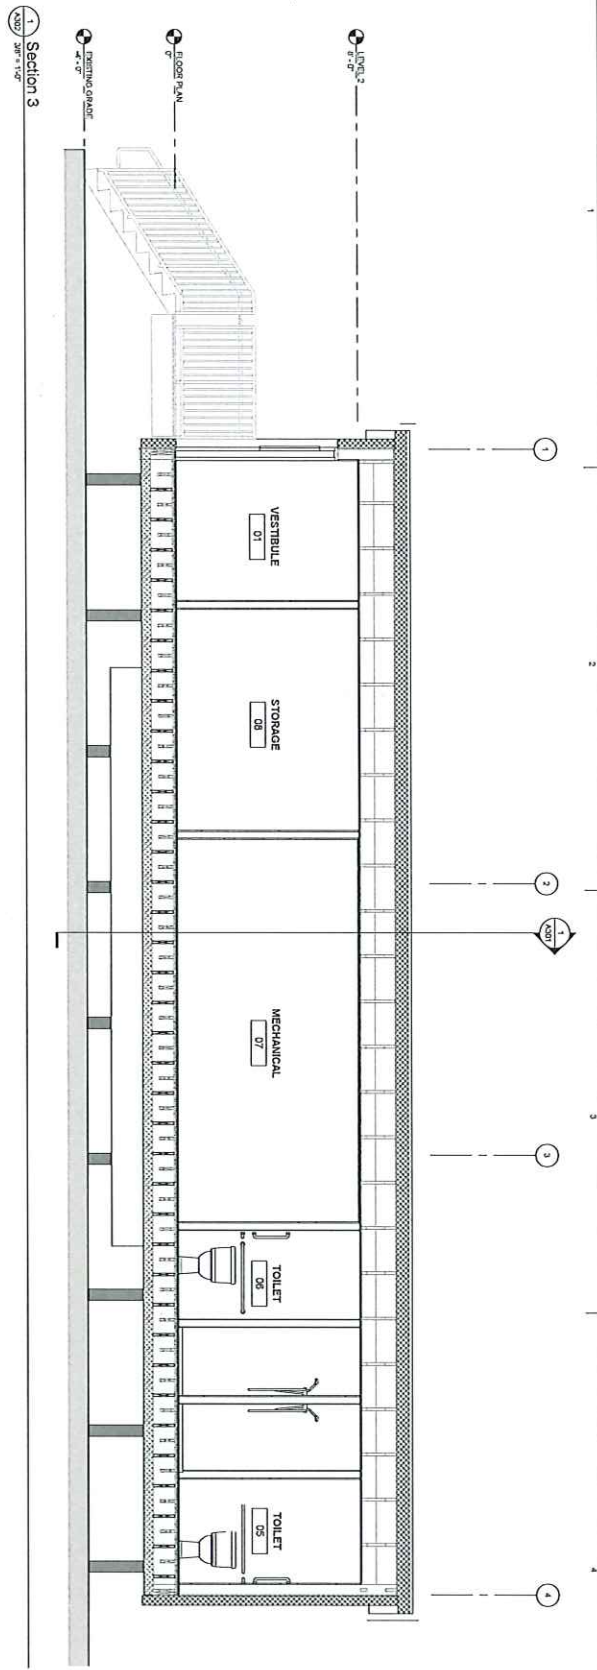 1
2
3
4
LEVEL 2
8' - 0"
FLOOR PLAN
0"
EXISTING GRADE
-4' - 0"
1
2
3
4
1
A301
VESTIBULE
01
STORAGE
08
MECHANICAL
07
TOILET
06
TOILET
05
1
A302
Section 3
3/8" = 1'-0"